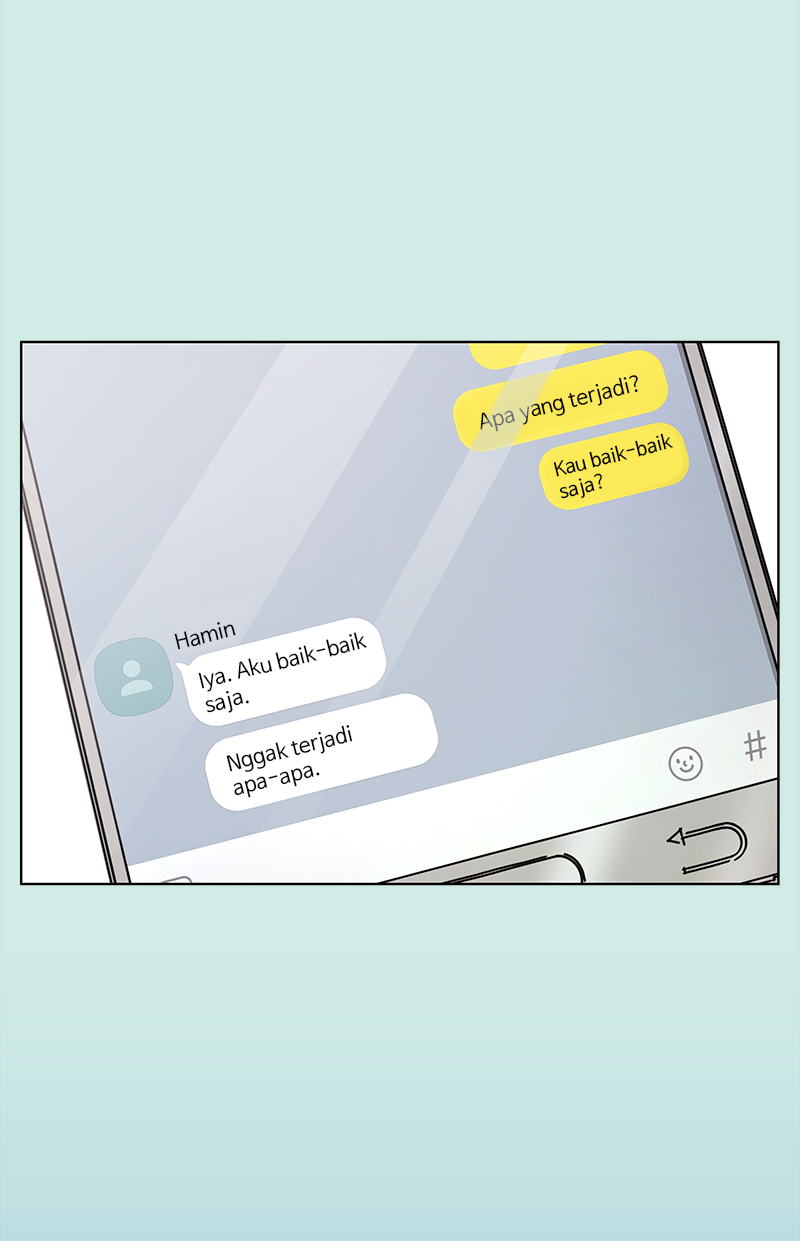 Apa yang terjadi?
Kau baik-baik
saja?
Hamin
Iya. Aku baik-baik
saja.
Nggak terjadi
apa-apa.
#